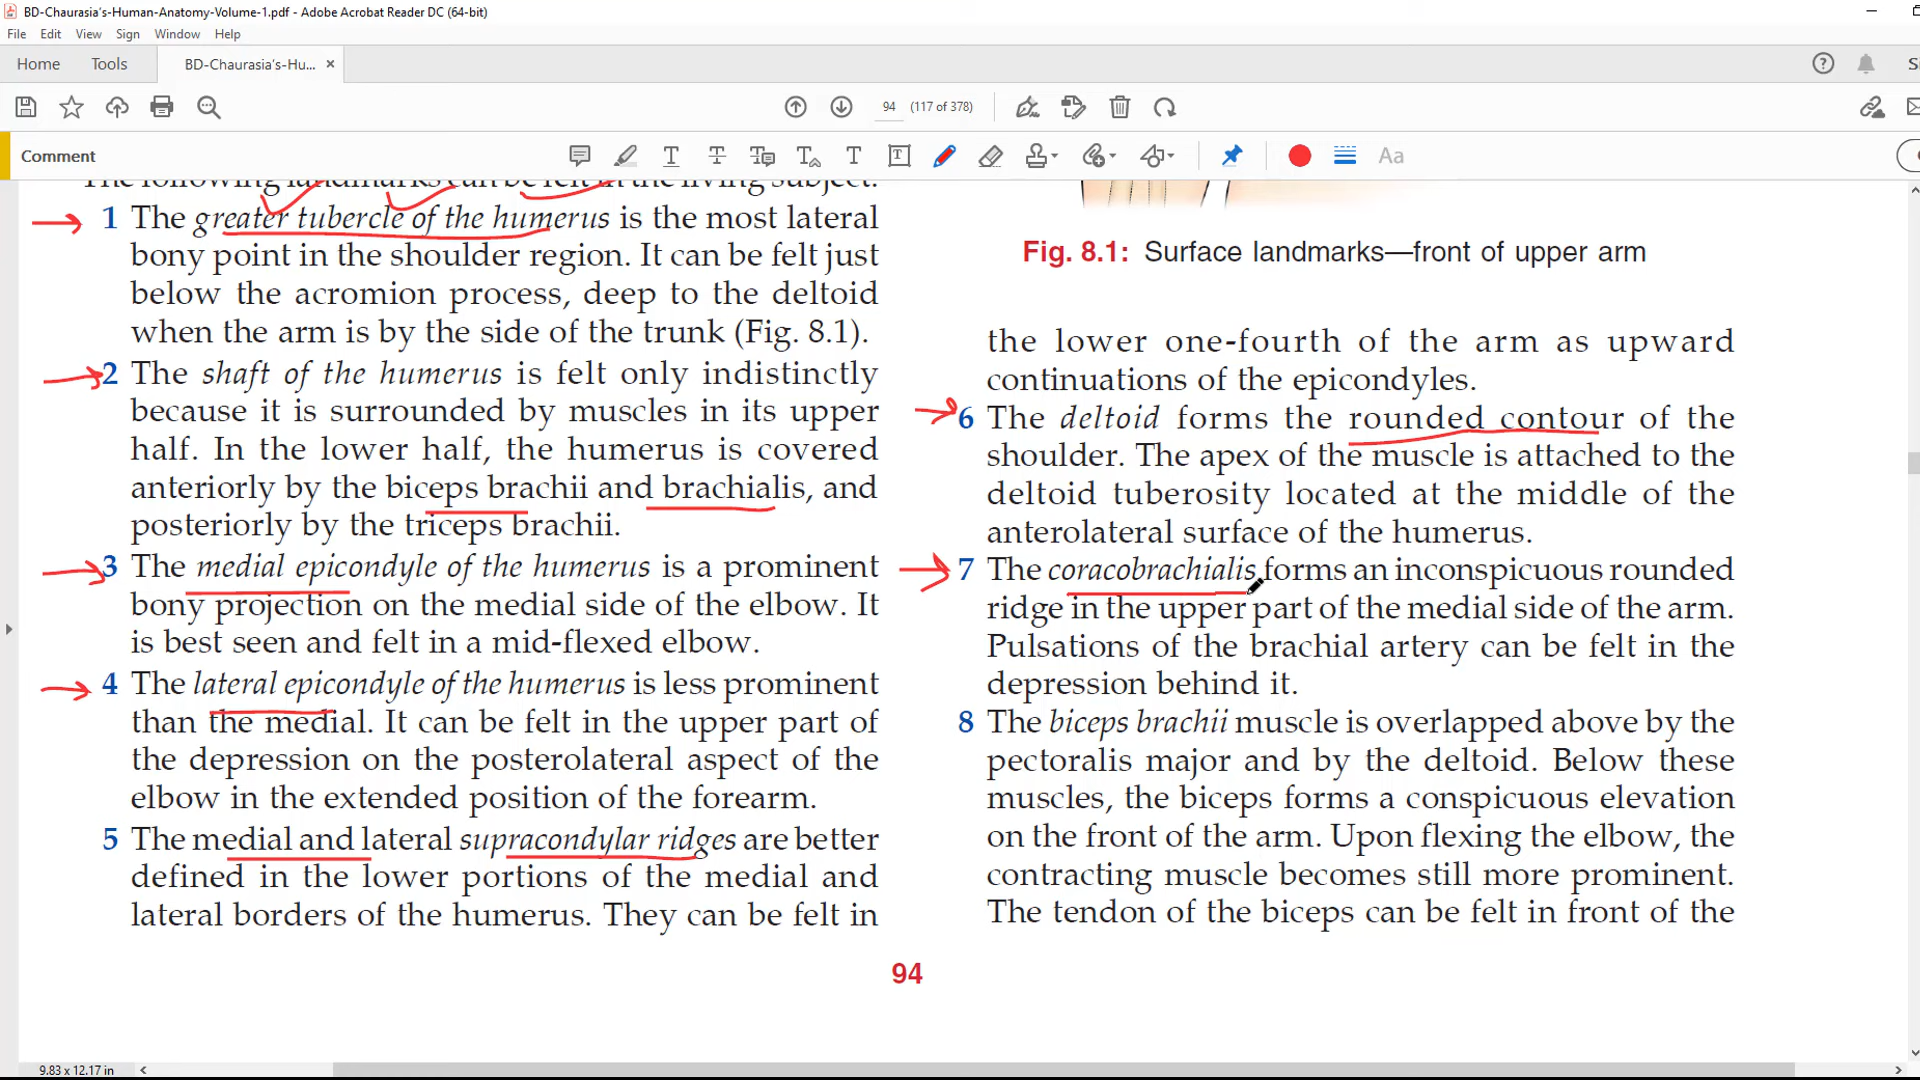 BD-Chaurasia's-Human-Anatomy-Volume-1.pdf - Adobe Acrobat Reader DC (64-bit)
File Edit View Sign Window Help
Home Tools BD-Chaurasia's-Hu... ×
94 (117 of 378)
Comment
Aa
The following landmarks can be felt in the living subject.
1 The greater tubercle of the humerus is the most lateral
bony point in the shoulder region. It can be felt just
below the acromion process, deep to the deltoid
when the arm is by the side of the trunk (Fig. 8.1).
2 The shaft of the humerus is felt only indistinctly
because it is surrounded by muscles in its upper
half. In the lower half, the humerus is covered
anteriorly by the biceps brachii and brachialis, and
posteriorly by the triceps brachii.
3 The medial epicondyle of the humerus is a prominent
bony projection on the medial side of the elbow. It
is best seen and felt in a mid-flexed elbow.
4 The lateral epicondyle of the humerus is less prominent
than the medial. It can be felt in the upper part of
the depression on the posterolateral aspect of the
elbow in the extended position of the forearm.
5 The medial and lateral supracondylar ridges are better
defined in the lower portions of the medial and
lateral borders of the humerus. They can be felt in
Fig. 8.1: Surface landmarks—front of upper arm
the lower one-fourth of the arm as upward
continuations of the epicondyles.
6 The deltoid forms the rounded contour of the
shoulder. The apex of the muscle is attached to the
deltoid tuberosity located at the middle of the
anterolateral surface of the humerus.
7 The coracobrachialis forms an inconspicuous rounded
ridge in the upper part of the medial side of the arm.
Pulsations of the brachial artery can be felt in the
depression behind it.
8 The biceps brachii muscle is overlapped above by the
pectoralis major and by the deltoid. Below these
muscles, the biceps forms a conspicuous elevation
on the front of the arm. Upon flexing the elbow, the
contracting muscle becomes still more prominent.
The tendon of the biceps can be felt in front of the
94
9.83 x 12.17 in